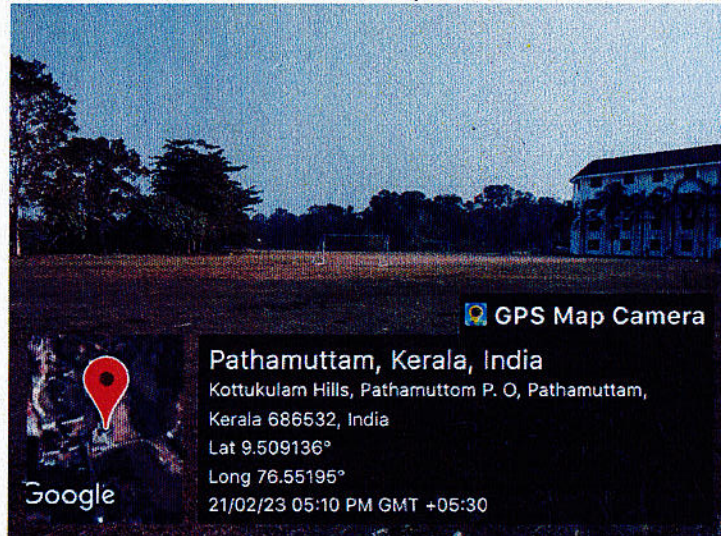 GPS Map Camera
Pathamuttam, Kerala, India
Kottukulam Hills, Pathamuttom P. O, Pathamuttam,
Kerala 686532, India
Lat 9.509136°
Long 76.55195°
21/02/23 05:10 PM GMT +05:30
Google